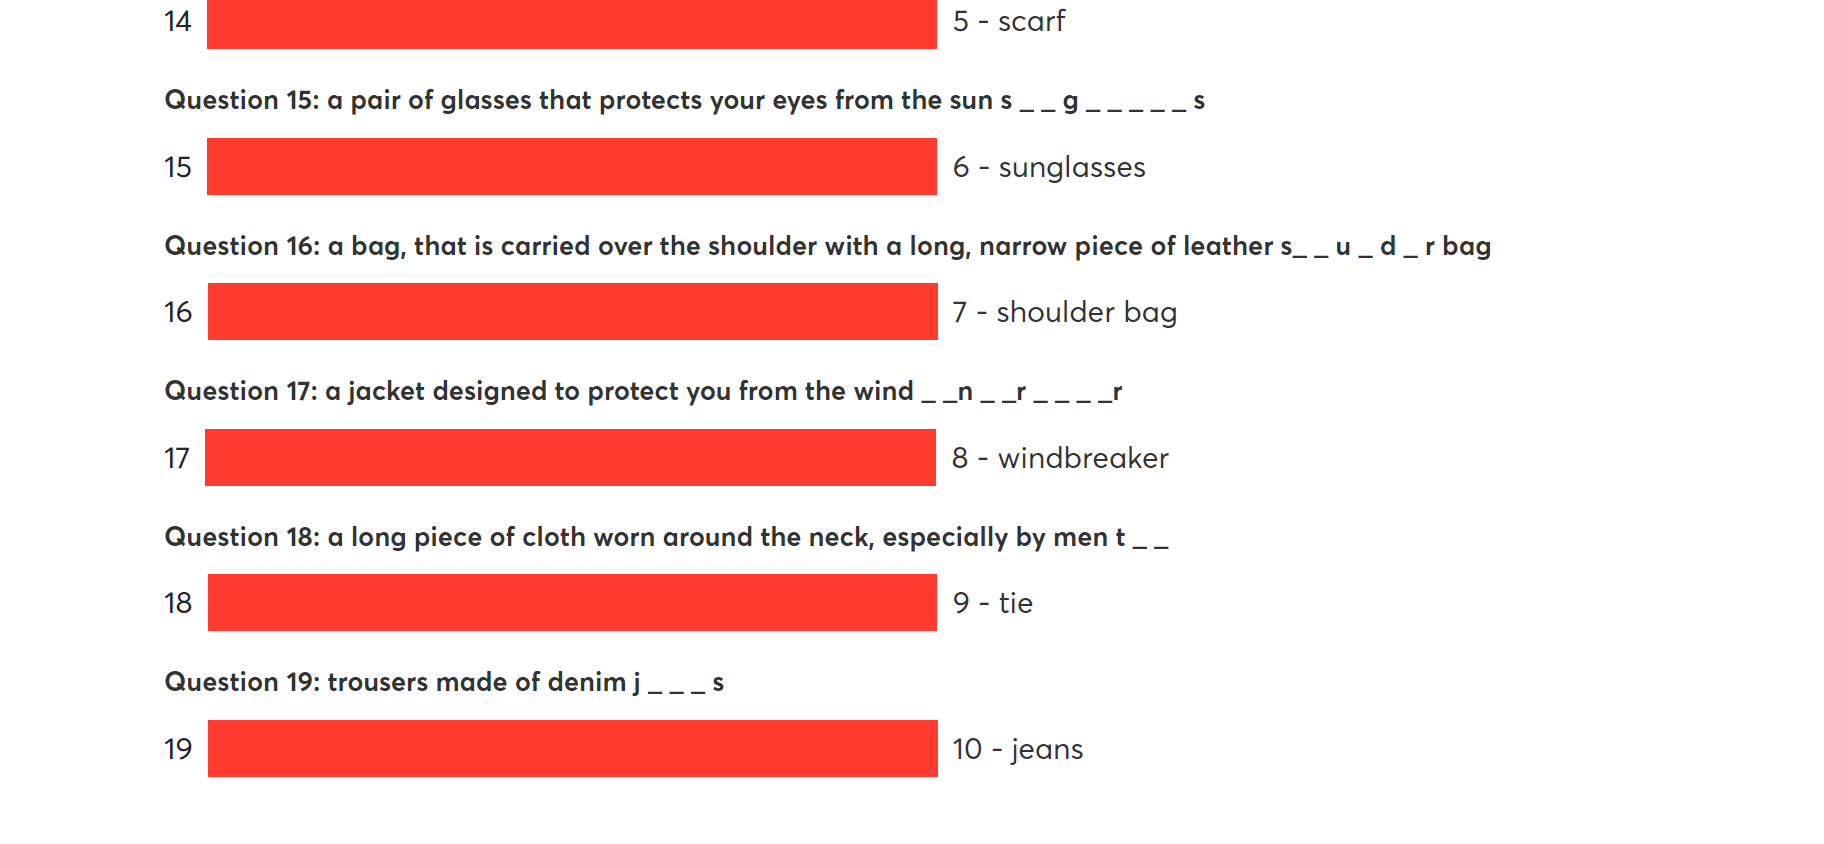 14 5 - scarf
Question 15: a pair of glasses that protects your eyes from the sun s _ _ g _ _ _ _ _ s
15 6 - sunglasses
Question 16: a bag, that is carried over the shoulder with a long, narrow piece of leather s_ _ u _ d _ r bag
16 7 - shoulder bag
Question 17: a jacket designed to protect you from the wind _ _n _ _r _ _ _ _r
17 8 - windbreaker
Question 18: a long piece of cloth worn around the neck, especially by men t _ _
18 9 - tie
Question 19: trousers made of denim j _ _ _ s
19 10 - jeans